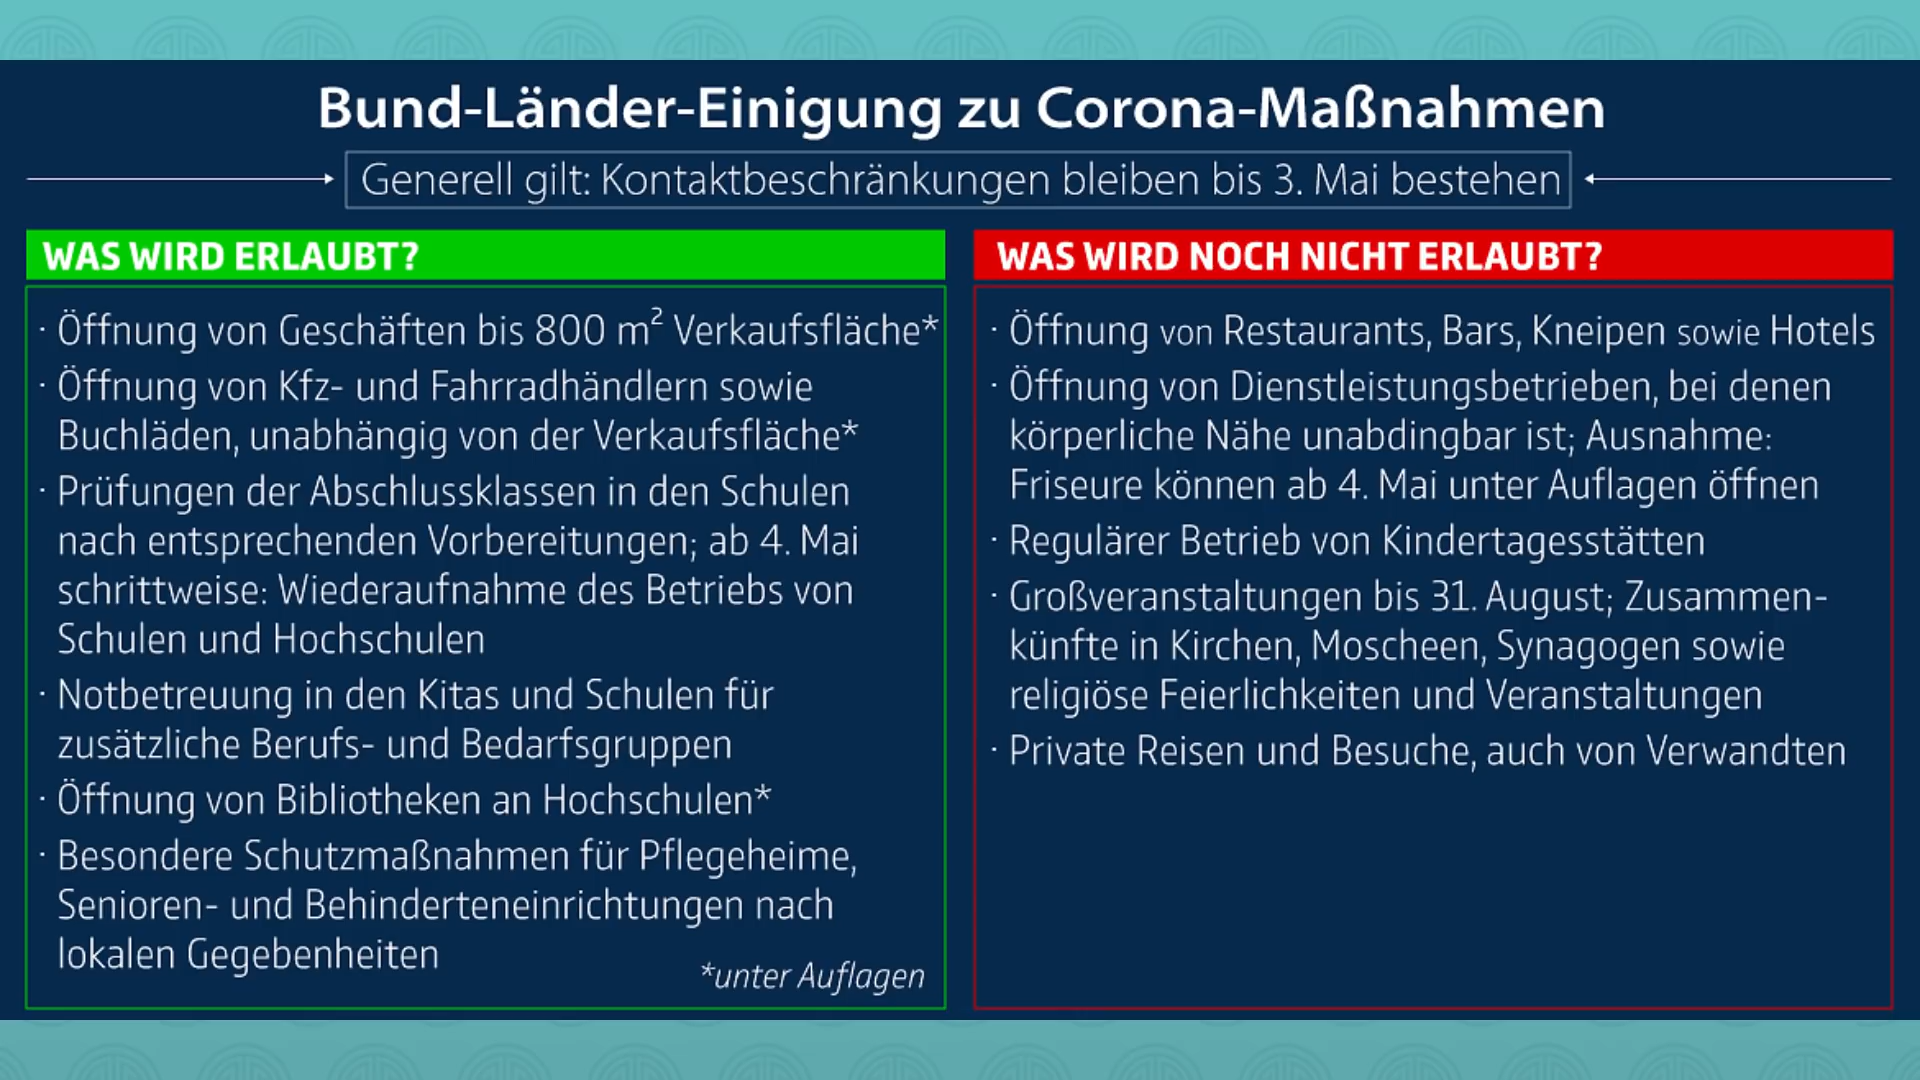 Bund-Länder-Einigung zu Corona-Maßnahmen
Generell gilt: Kontaktbeschränkungen bleiben bis 3. Mai bestehen
WAS WIRD ERLAUBT?
· Öffnung von Geschäften bis 800 m² Verkaufsfläche*
· Öffnung von Kfz- und Fahrradhändlern sowie
Buchläden, unabhängig von der Verkaufsfläche*
· Prüfungen der Abschlussklassen in den Schulen
nach entsprechenden Vorbereitungen; ab 4. Mai
schrittweise: Wiederaufnahme des Betriebs von
Schulen und Hochschulen
· Notbetreuung in den Kitas und Schulen für
zusätzliche Berufs- und Bedarfsgruppen
· Öffnung von Bibliotheken an Hochschulen*
· Besondere Schutzmaßnahmen für Pflegeheime,
Senioren- und Behinderteneinrichtungen nach
lokalen Gegebenheiten
*unter Auflagen
WAS WIRD NOCH NICHT ERLAUBT?
· Öffnung von Restaurants, Bars, Kneipen sowie Hotels
· Öffnung von Dienstleistungsbetrieben, bei denen
körperliche Nähe unabdingbar ist; Ausnahme:
Friseure können ab 4. Mai unter Auflagen öffnen
· Regulärer Betrieb von Kindertagesstätten
· Großveranstaltungen bis 31. August; Zusammen-
künfte in Kirchen, Moscheen, Synagogen sowie
religiöse Feierlichkeiten und Veranstaltungen
· Private Reisen und Besuche, auch von Verwandten